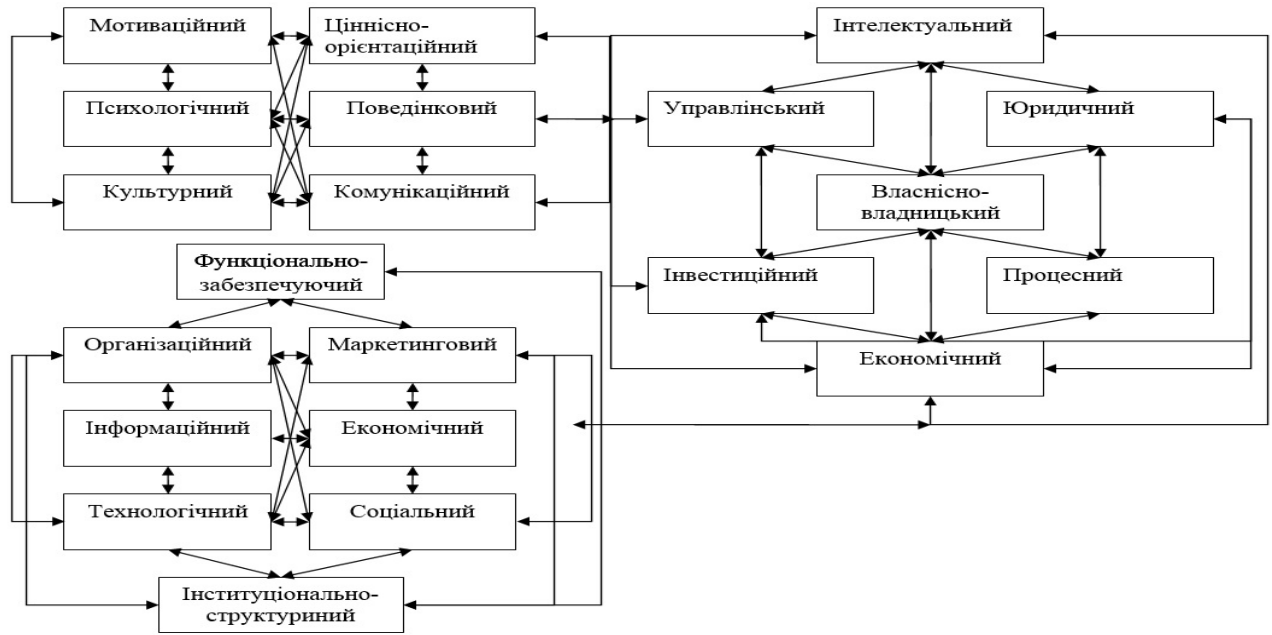 Мотиваційний
Ціннісно-
орієнтаційний
Психологічний
Поведінковий
Культурний
Комунікаційний
Інтелектуальний
Управлінський
Юридичний
Власнісно-
владницький
Інвестиційний
Процесний
Економічний
Функціонально-
забезпечуючий
Організаційний
Маркетинговий
Інформаційний
Економічний
Технологічний
Соціальний
Інституціонально-
структуриний